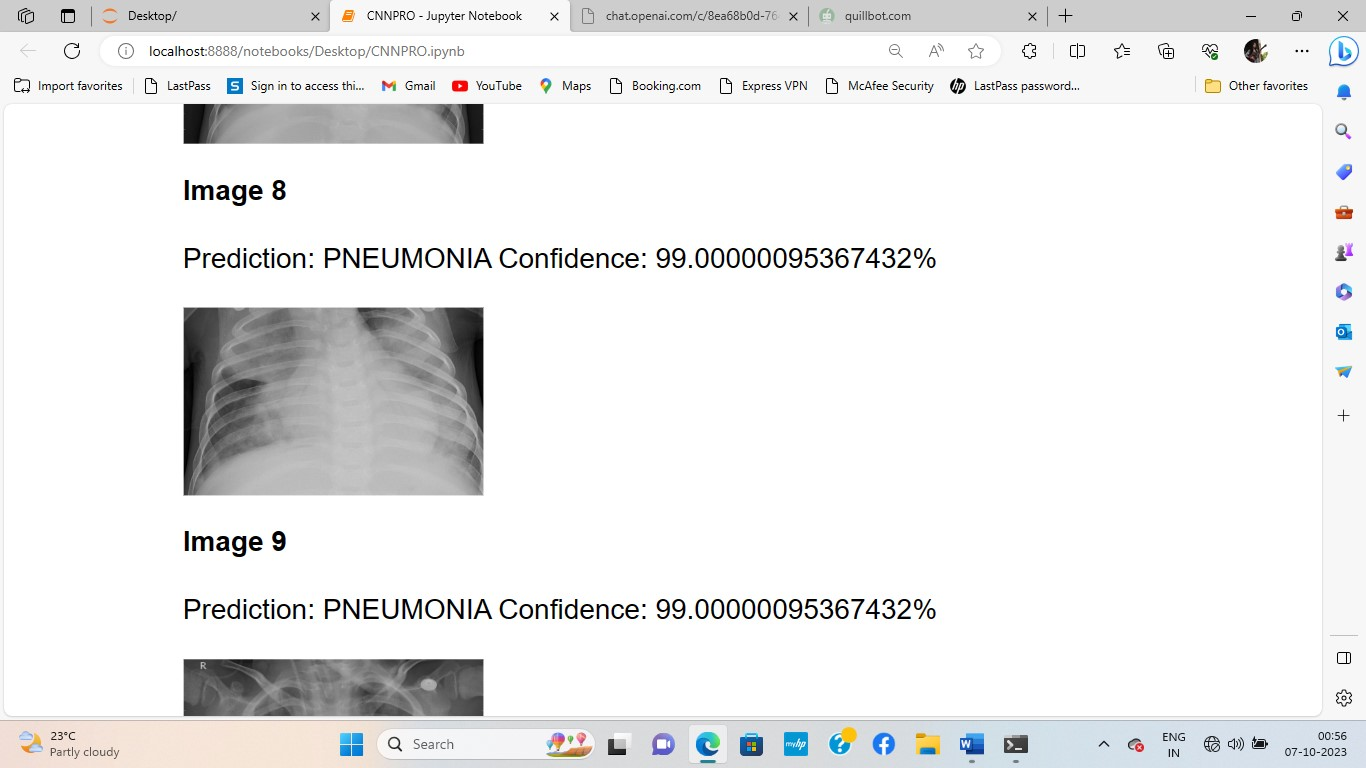 Desktop/
CNNPRO - Jupyter Notebook
chat.openai.com/c/8ea68b0d-76
quillbot.com
localhost:8888/notebooks/Desktop/CNNPRO.ipynb
Import favorites
LastPass
Sign in to access thi...
Gmail
YouTube
Maps
Booking.com
Express VPN
McAfee Security
LastPass password...
Other favorites
Image 8
Prediction: PNEUMONIA Confidence: 99.00000095367432%
Image 9
Prediction: PNEUMONIA Confidence: 99.00000095367432%
R
23°C
Partly cloudy
Search
myhp
ENG
IN
00:56
07-10-2023